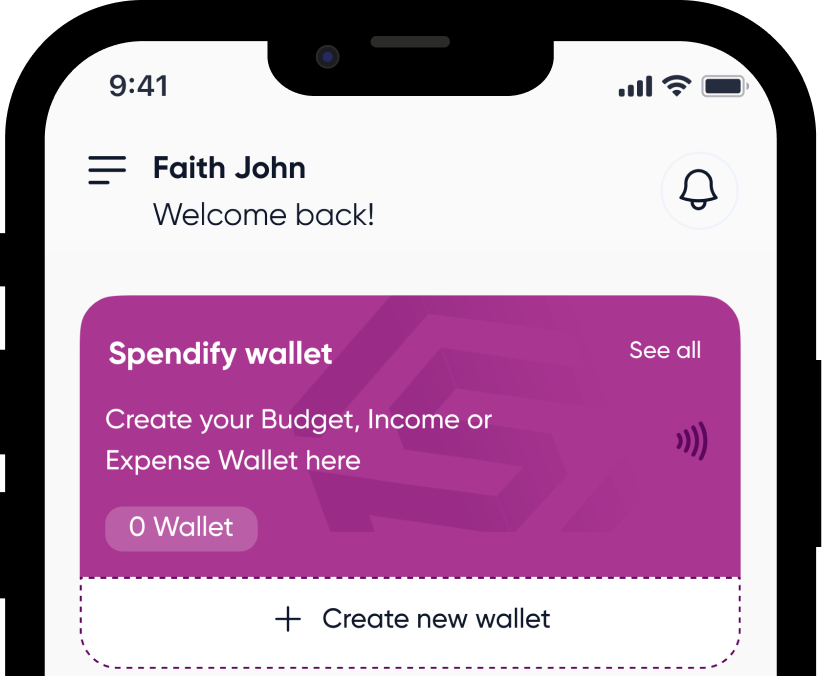 9:41
Faith John
Welcome back!
Spendify wallet
See all
Create your Budget, Income or
Expense Wallet here
0 Wallet
Create new wallet